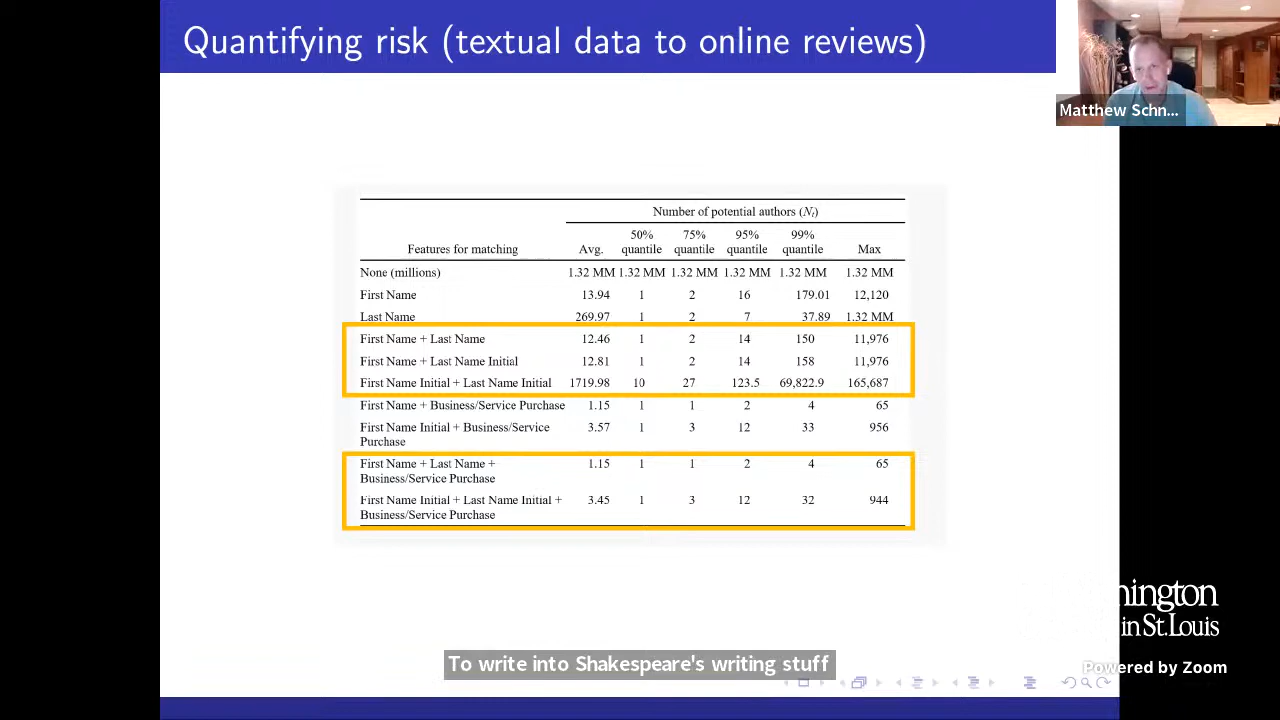 Quantifying risk (textual data to online reviews)
Matthew Schn...
Number of potential authors (Nt)
Features for matching Avg. 50% quantile 75% quantile 95% quantile 99% quantile Max
None (millions) 1.32 MM 1.32 MM 1.32 MM 1.32 MM 1.32 MM 1.32 MM
First Name 13.94 1 2 16 179.01 12,120
Last Name 269.97 1 2 7 37.89 1.32 MM
First Name + Last Name 12.46 1 2 14 150 11,976
First Name + Last Name Initial 12.81 1 2 14 158 11,976
First Name Initial + Last Name Initial 1719.98 10 27 123.5 69,822.9 165,687
First Name + Business/Service Purchase 1.15 1 1 2 4 65
First Name Initial + Business/Service 3.57 1 3 12 33 956
Purchase
First Name + Last Name + 1.15 1 1 2 4 65
Business/Service Purchase
First Name Initial + Last Name Initial + 3.45 1 3 12 32 944
Business/Service Purchase
nington
in St. Louis
To write into Shakespeare's writing stuff
Powered by Zoom